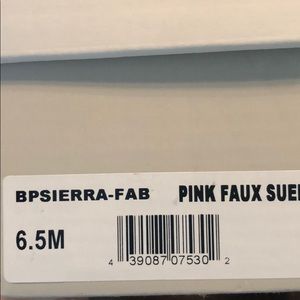 BPSIERRA-FAB PINK FAUX SUE
6.5M
4 39087 07530 2